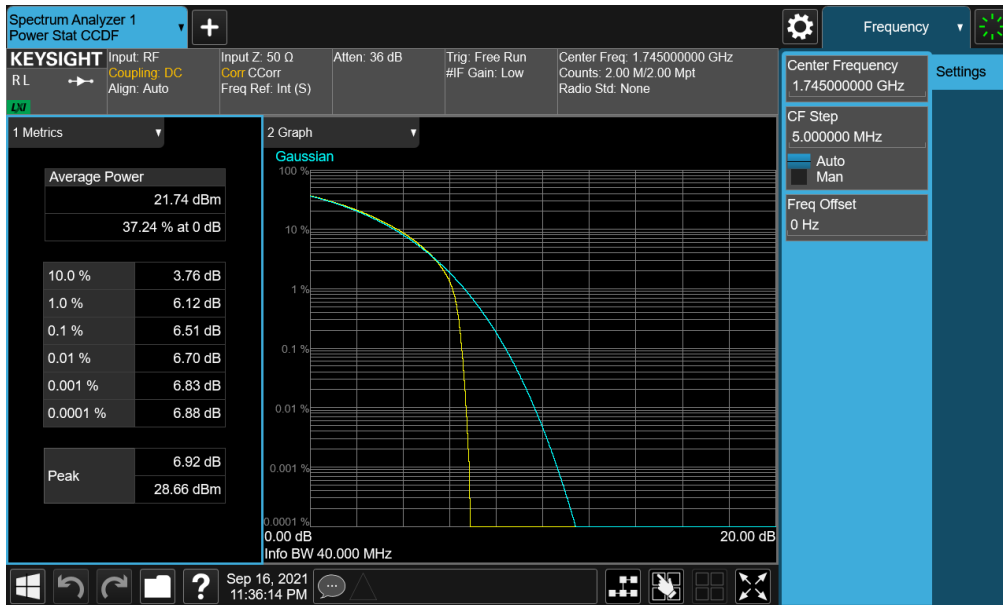 Spectrum Analyzer 1
Power Stat CCDF
+
Frequency
KEYSIGHT
R L
LXI
Input: RF
Coupling: DC
Align: Auto
Input Z: 50 Ω
Corr CCorr
Freq Ref: Int (S)
Atten: 36 dB
Trig: Free Run
#IF Gain: Low
Center Freq: 1.745000000 GHz
Counts: 2.00 M/2.00 Mpt
Radio Std: None
Center Frequency
1.745000000 GHz
Settings
CF Step
5.000000 MHz
Auto
Man
Freq Offset
0 Hz
1 Metrics
Average Power
21.74 dBm
37.24 % at 0 dB
10.0 % 3.76 dB
1.0 % 6.12 dB
0.1 % 6.51 dB
0.01 % 6.70 dB
0.001 % 6.83 dB
0.0001 % 6.88 dB
Peak
6.92 dB
28.66 dBm
2 Graph
Gaussian
100 %
10 %
1 %
0.1 %
0.01 %
0.001 %
0.0001 %
0.00 dB 20.00 dB
Info BW 40.000 MHz
?
Sep 16, 2021
11:36:14 PM